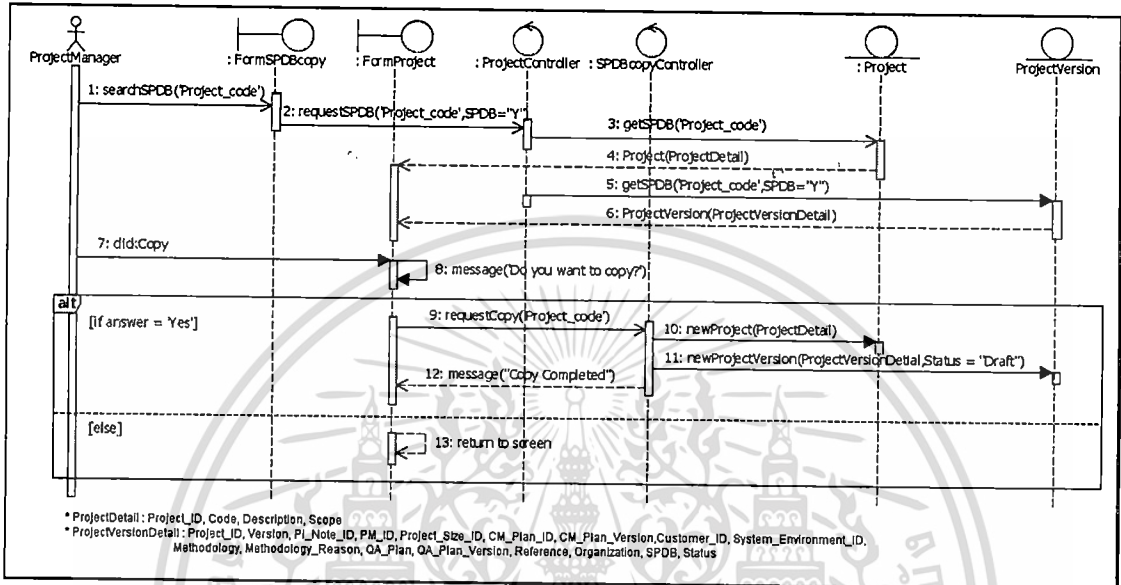 ProjectManager
: FormSPDBcopy
: FormProject
: ProjectController
: SPDBcopyController
: Project
ProjectVersion
1: searchSPDB('Project_code')
2: requestSPDB('Project_code',SPDB="Y")
3: getSPDB('Project_code')
4: Project(ProjectDetail)
5: getSPDB('Project_code',SPDB="Y")
6: ProjectVersion(ProjectVersionDetail)
7: click:Copy
8: message('Do you want to copy?')
alt
[if answer = 'Yes']
9: requestCopy('Project_code')
10: newProject(ProjectDetail)
11: newProjectVersion(ProjectVersionDetial,Status = "Draft")
12: message("Copy Completed")
[else]
13: return to screen
* ProjectDetail : Project_ID, Code, Description, Scope
* ProjectVersionDetail : Project_ID, Version, PI_Note_ID, PM_ID, Project_Size_ID, CM_Plan_ID, CM_Plan_Version,Customer_ID, System_Environment_ID,
Methodology, Methodology_Reason, QA_Plan, QA_Plan_Version, Reference, Organization, SPDB, Status